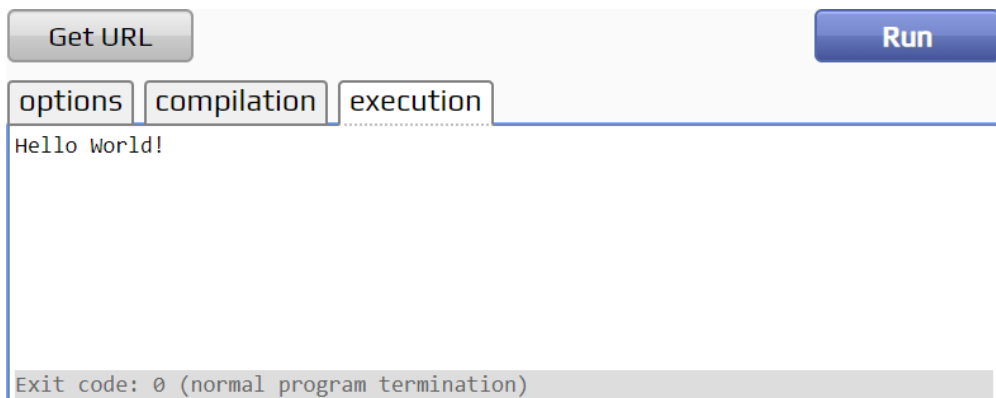 Get URL Run
options compilation execution
Hello World!
Exit code: 0 (normal program termination)